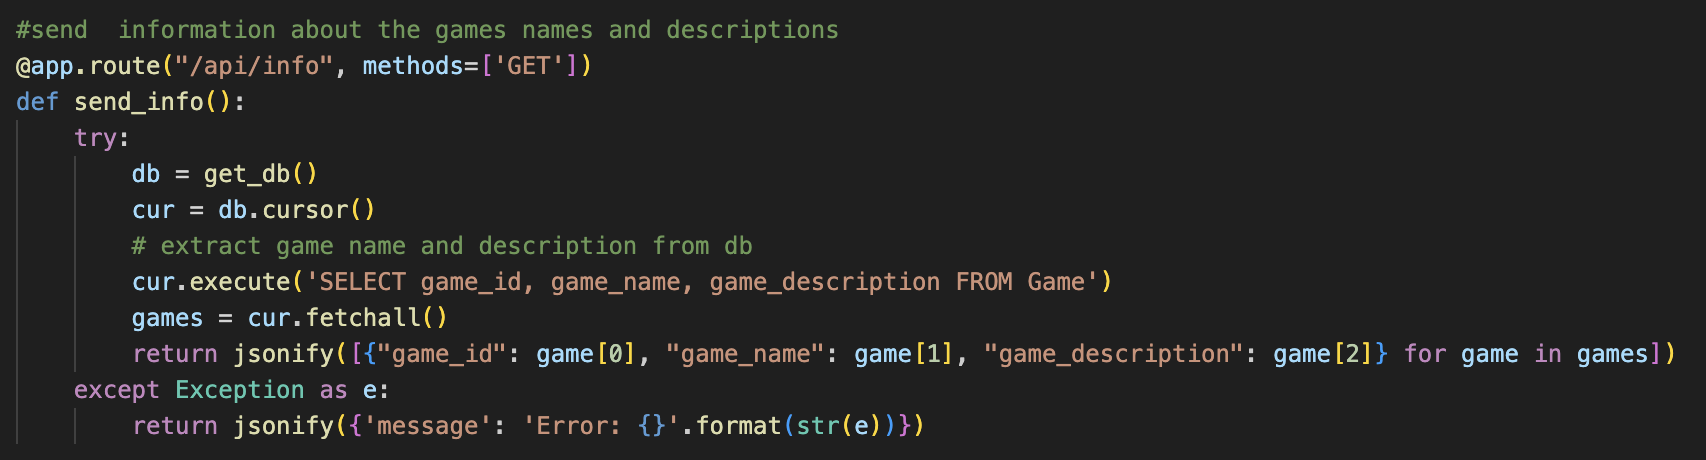 #send  information about the games names and descriptions
@app.route("/api/info", methods=['GET'])
def send_info():
    try:
        db = get_db()
        cur = db.cursor()
        # extract game name and description from db
        cur.execute('SELECT game_id, game_name, game_description FROM Game')
        games = cur.fetchall()
        return jsonify([{"game_id": game[0], "game_name": game[1], "game_description": game[2]} for game in games])
    except Exception as e:
        return jsonify({'message': 'Error: {}'.format(str(e))})